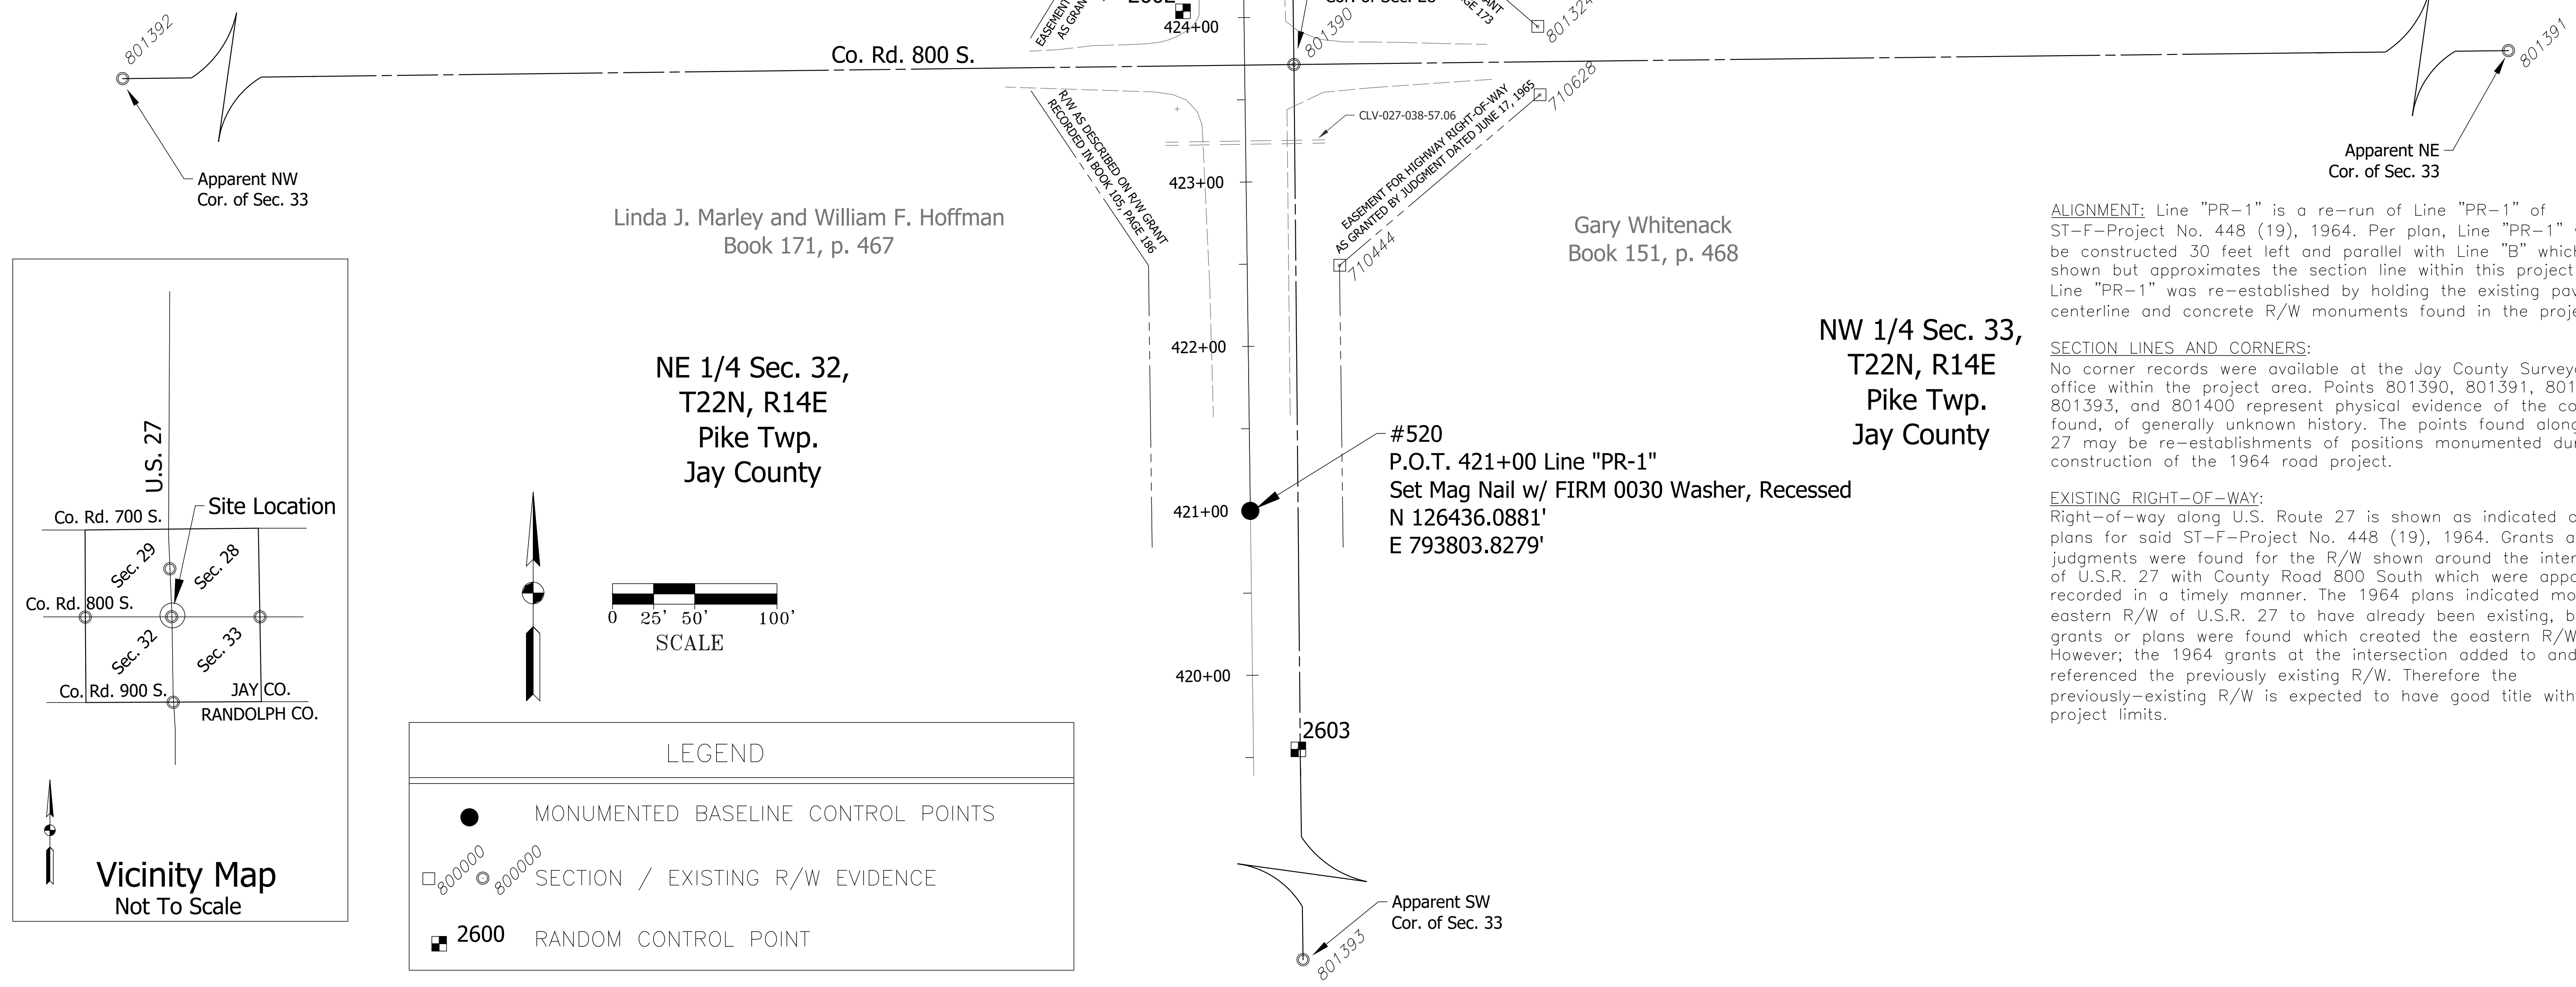 801392
Co. Rd. 800 S.
424+00
801390
801324
PAGE 173
801391
Apparent NW
Cor. of Sec. 33
R/W AS DESCRIBED ON R/W GRANT
RECORDED IN BOOK 105, PAGE 186
CLV-027-038-57.06
EASEMENT FOR HIGHWAY RIGHT-OF-WAY
AS GRANTED BY JUDGMENT DATED JUNE 17, 1965
710628
710444
Apparent NE
Cor. of Sec. 33
423+00
Linda J. Marley and William F. Hoffman
Book 171, p. 467
Gary Whitenack
Book 151, p. 468
422+00
NE 1/4 Sec. 32,
T22N, R14E
Pike Twp.
Jay County
NW 1/4 Sec. 33,
T22N, R14E
Pike Twp.
Jay County
#520
P.O.T. 421+00 Line "PR-1"
Set Mag Nail w/ FIRM 0030 Washer, Recessed
N 126436.0881'
E 793803.8279'
421+00
0 25' 50' 100'
SCALE
420+00
2603
Apparent SW
Cor. of Sec. 33
801393
U.S. 27
Site Location
Co. Rd. 700 S.
Sec. 29
Sec. 28
Co. Rd. 800 S.
Sec. 32
Sec. 33
Co. Rd. 900 S.
JAY CO.
RANDOLPH CO.
Vicinity Map
Not To Scale
LEGEND
MONUMENTED BASELINE CONTROL POINTS
800000 800000 SECTION / EXISTING R/W EVIDENCE
2600 RANDOM CONTROL POINT
ALIGNMENT: Line "PR-1" is a re-run of Line "PR-1" of
ST-F-Project No. 448 (19), 1964. Per plan, Line "PR-1"
be constructed 30 feet left and parallel with Line "B" which
shown but approximates the section line within this project
Line "PR-1" was re-established by holding the existing
centerline and concrete R/W monuments found in the
SECTION LINES AND CORNERS:
No corner records were available at the Jay County
office within the project area. Points 801390, 801391,
801393, and 801400 represent physical evidence of the
found, of generally unknown history. The points found along
27 may be re-establishments of positions monumented
construction of the 1964 road project.
EXISTING RIGHT-OF-WAY:
Right-of-way along U.S. Route 27 is shown as indicated
plans for said ST-F-Project No. 448 (19), 1964. Grants
judgments were found for the R/W shown around the
of U.S.R. 27 with County Road 800 South which were
recorded in a timely manner. The 1964 plans indicated
eastern R/W of U.S.R. 27 to have already been existing,
grants or plans were found which created the eastern R/W
However; the 1964 grants at the intersection added to and
referenced the previously existing R/W. Therefore the
previously-existing R/W is expected to have good title
project limits.